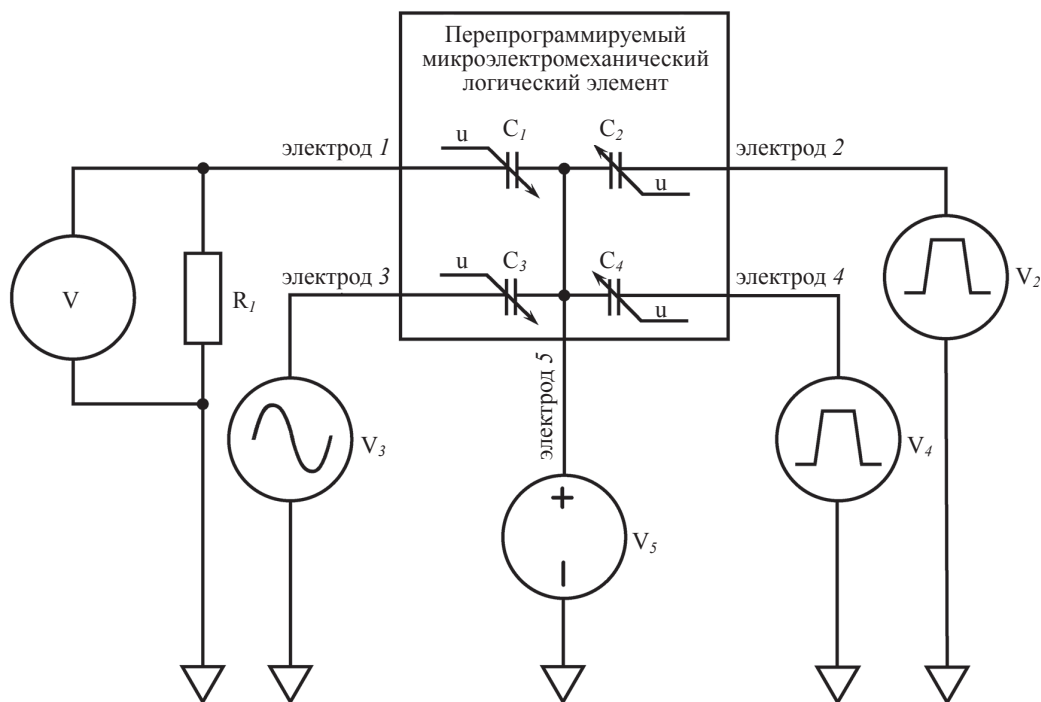 Перепрограммируемый
микроэлектромеханический
логический элемент
электрод 1
u
C1
C2
u
электрод 2
V
R1
электрод 3
u
C3
C4
u
электрод 4
V2
V3
электрод 5
V4
V5